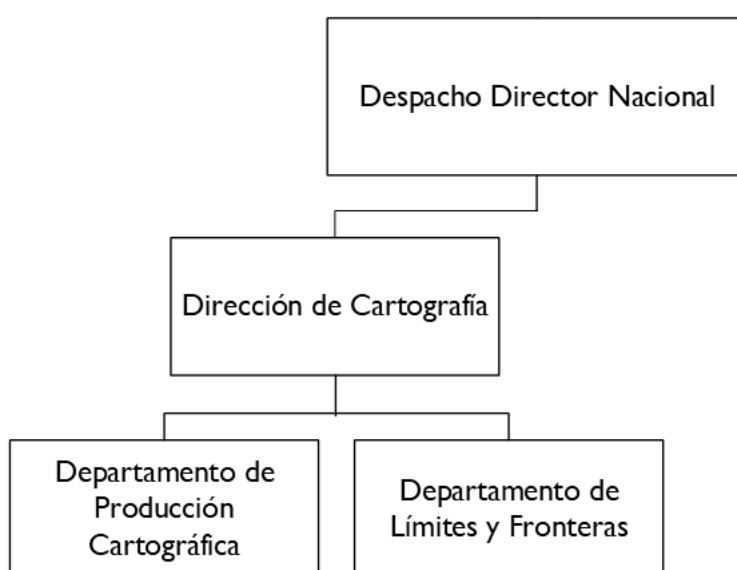 Despacho Director Nacional
Dirección de Cartografía
Departamento de
Producción
Cartográfica
Departamento de
Límites y Fronteras